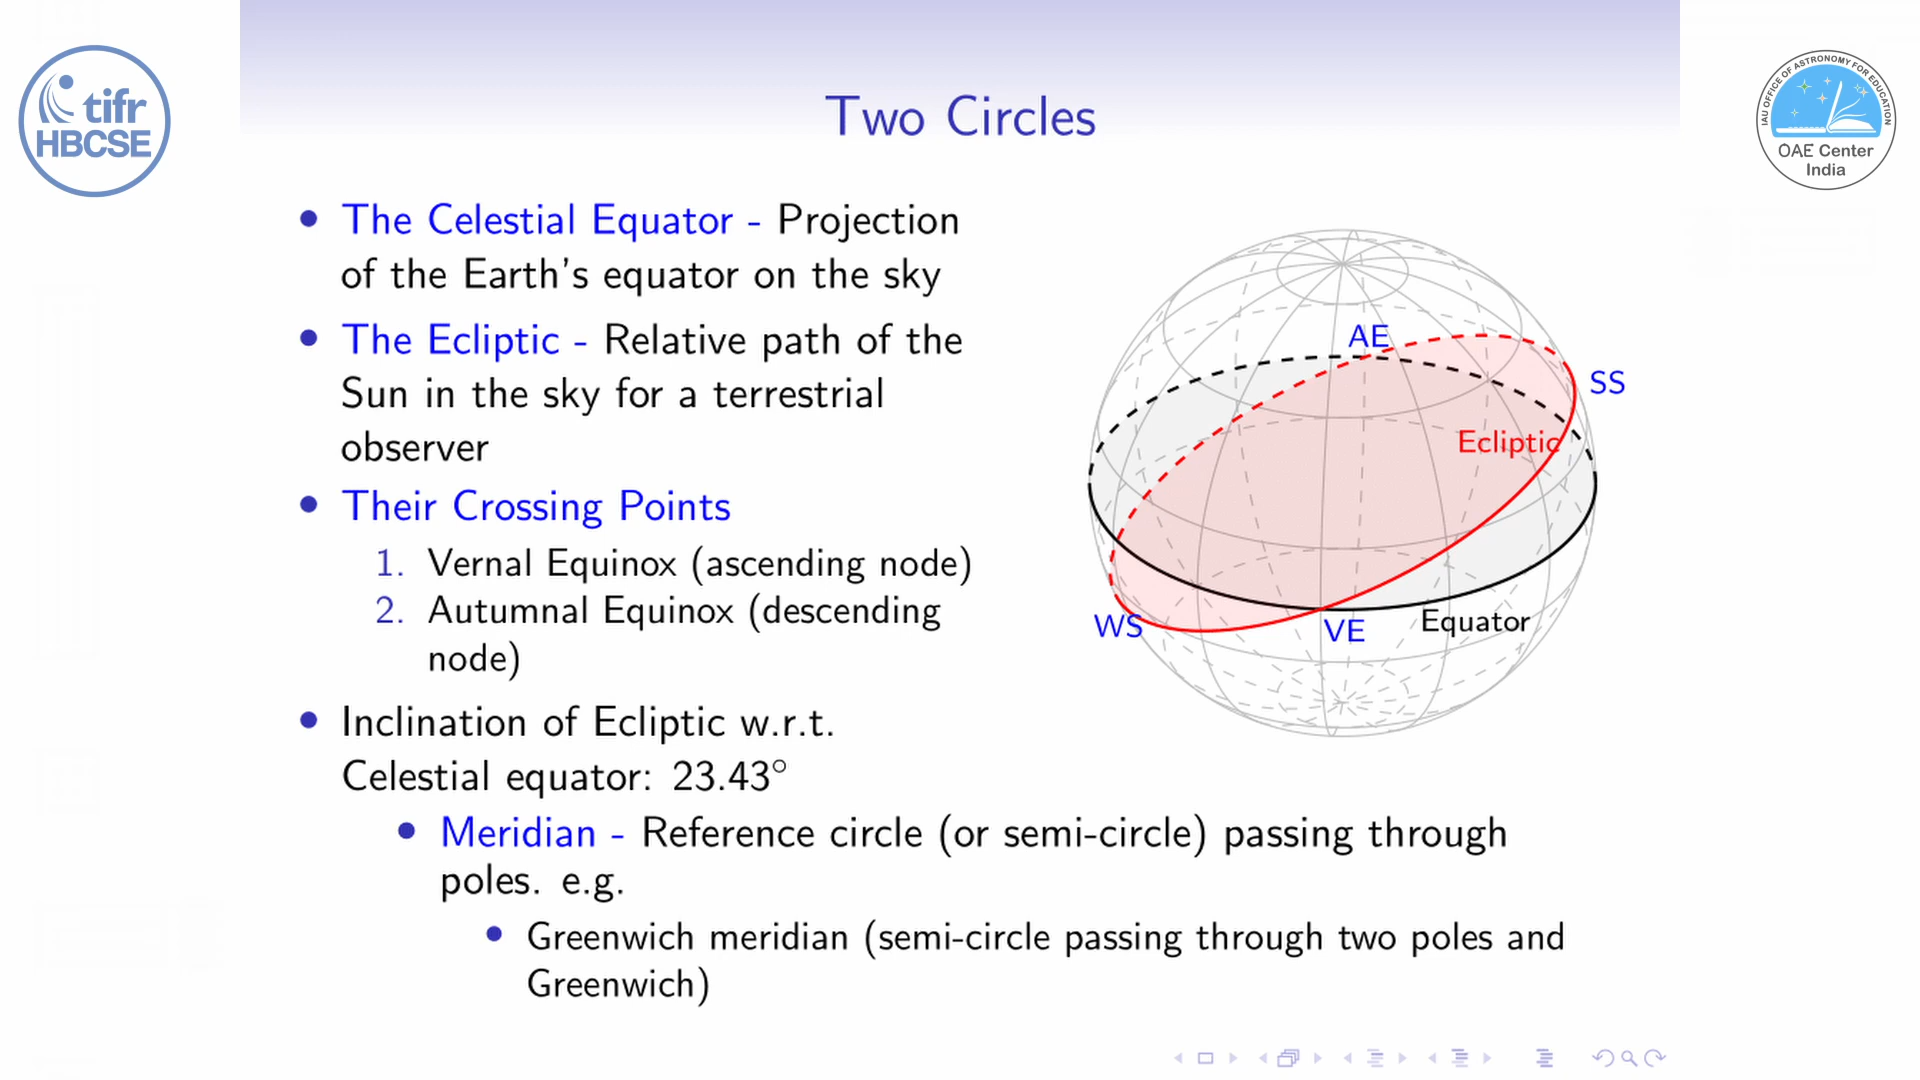 tifr
HBCSE
IAU OFFICE OF ASTRONOMY FOR EDUCATION
OAE Center
India
Two Circles
• The Celestial Equator - Projection
of the Earth's equator on the sky
• The Ecliptic - Relative path of the
Sun in the sky for a terrestrial
observer
• Their Crossing Points
1. Vernal Equinox (ascending node)
2. Autumnal Equinox (descending
node)
• Inclination of Ecliptic w.r.t.
Celestial equator: 23.43°
AE
SS
Ecliptic
WS
VE
Equator
• Meridian - Reference circle (or semi-circle) passing through
poles. e.g.
• Greenwich meridian (semi-circle passing through two poles and
Greenwich)